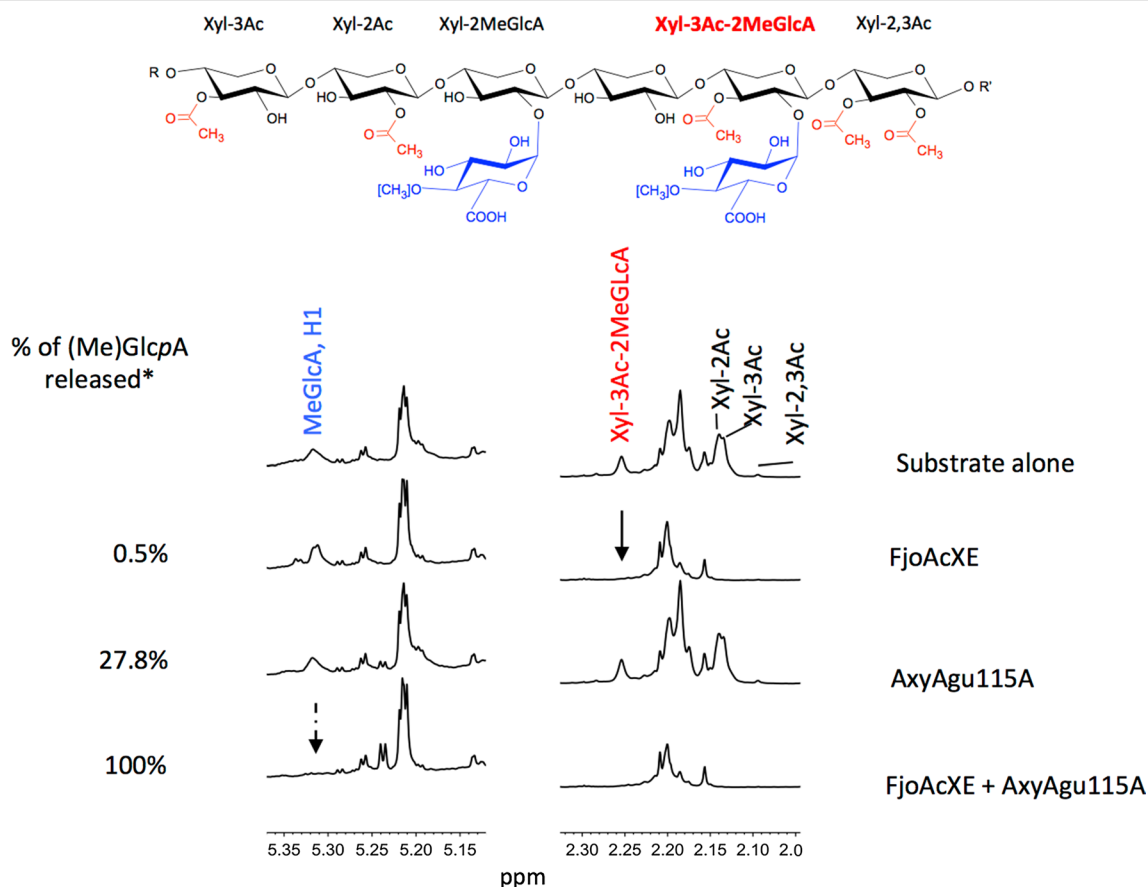 Xyl-3Ac Xyl-2Ac Xyl-2MeGlcA Xyl-3Ac-2MeGlcA Xyl-2,3Ac
R O O O O O O O O O O O O O R'
O HO HO HO O O O
O CH3 OH O CH3 O OH O CH3 O O CH3 O CH3
OH OH
HO HO
[CH3]O O [CH3]O O
COOH COOH
% of (Me)GlcpA
released*
MeGlcA, H1
Xyl-3Ac-2MeGLcA
Xyl-2Ac
Xyl-3Ac
Xyl-2,3Ac
Substrate alone
0.5% FjoAcXE
27.8% AxyAgu115A
100% FjoAcXE + AxyAgu115A
5.35 5.30 5.25 5.20 5.15 2.30 2.25 2.20 2.15 2.10 2.0
ppm